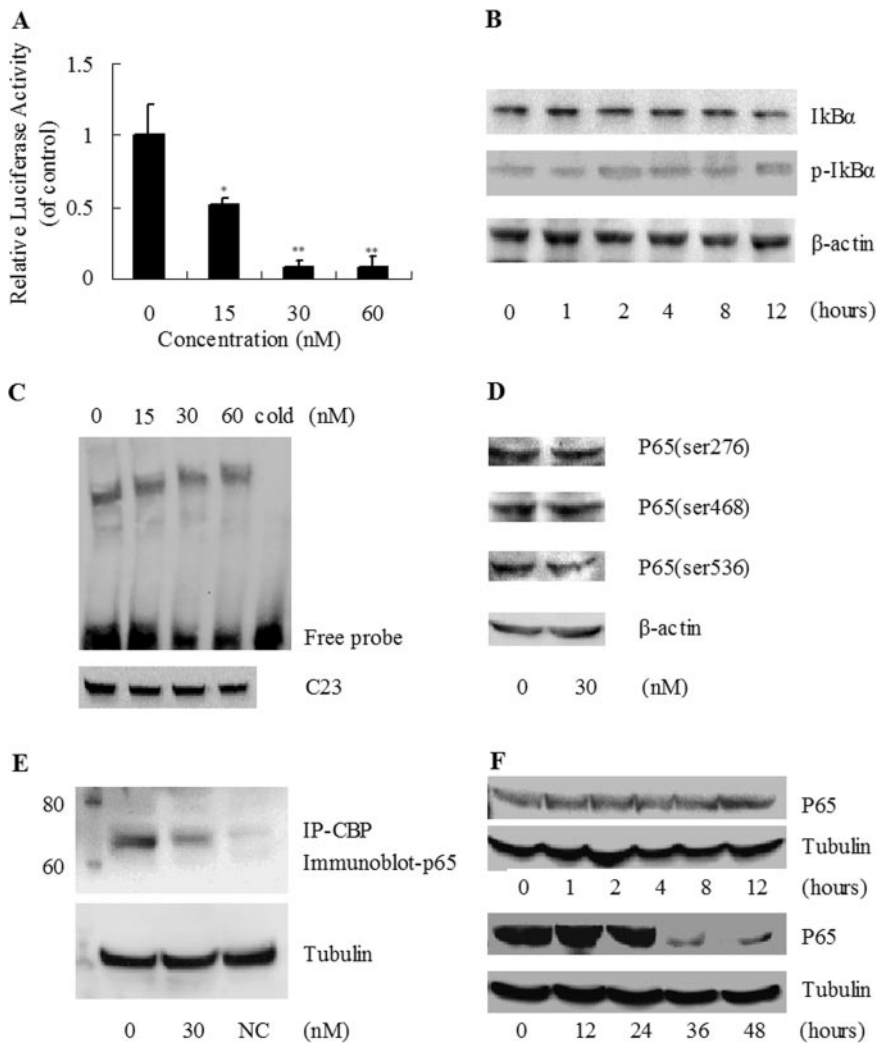 A
Relative Luciferase Activity
(of control)
1.5
1
0.5
0
*
**
**
0 15 30 60
Concentration (nM)
B
IkBα
p-IkBα
β-actin
0 1 2 4 8 12 (hours)
C
0 15 30 60 cold (nM)
Free probe
C23
D
P65(ser276)
P65(ser468)
P65(ser536)
β-actin
0 30 (nM)
E
80
60
IP-CBP
Immunoblot-p65
Tubulin
0 30 NC (nM)
F
P65
Tubulin
0 1 2 4 8 12 (hours)
P65
Tubulin
0 12 24 36 48 (hours)